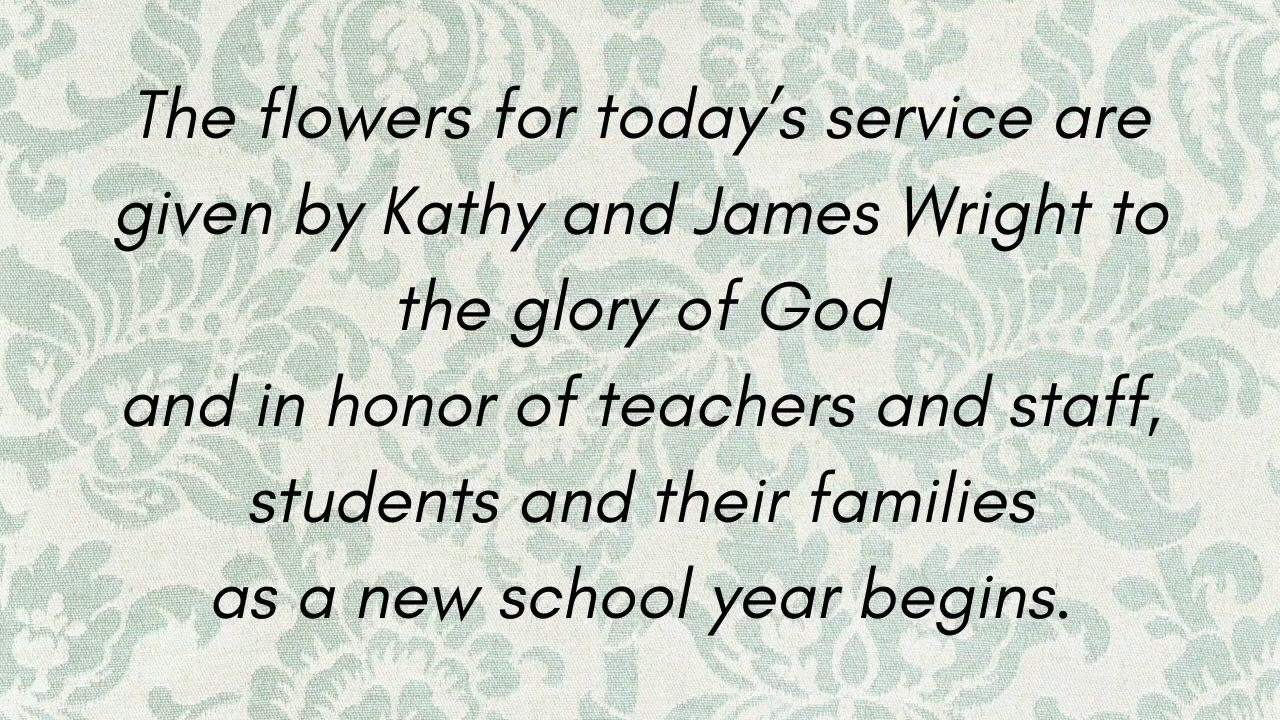 The flowers for today's service are
given by Kathy and James Wright to
the glory of God
and in honor of teachers and staff,
students and their families
as a new school year begins.